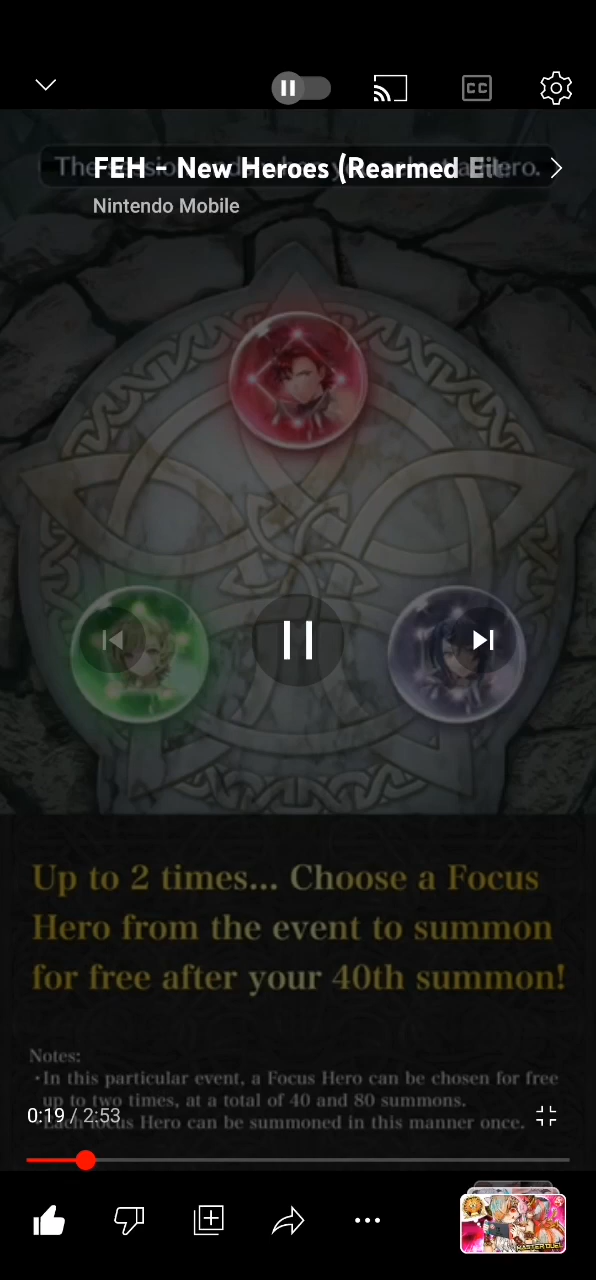 CC
FEH - New Heroes (Rearmed
Nintendo Mobile
Up to 2 times... Choose a Focus
Hero from the event to summon
for free after your 40th summon!
Notes:
・In this particular event, a Focus Hero can be chosen for free
up to two times, at a total of 40 and 80 summons.
Hero can be summoned in this manner once.
0:19 / 2:53
MASTER DUEL